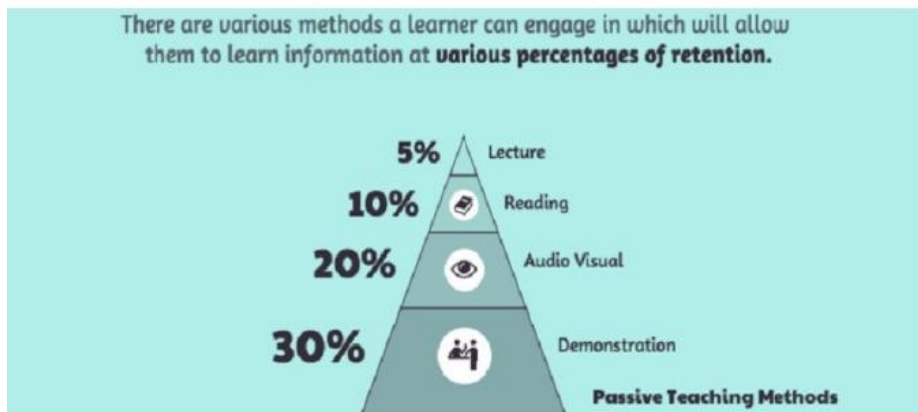 There are various methods a learner can engage in which will allow
them to learn information at various percentages of retention.
5% Lecture
10% Reading
20% Audio Visual
30% Demonstration
Passive Teaching Methods